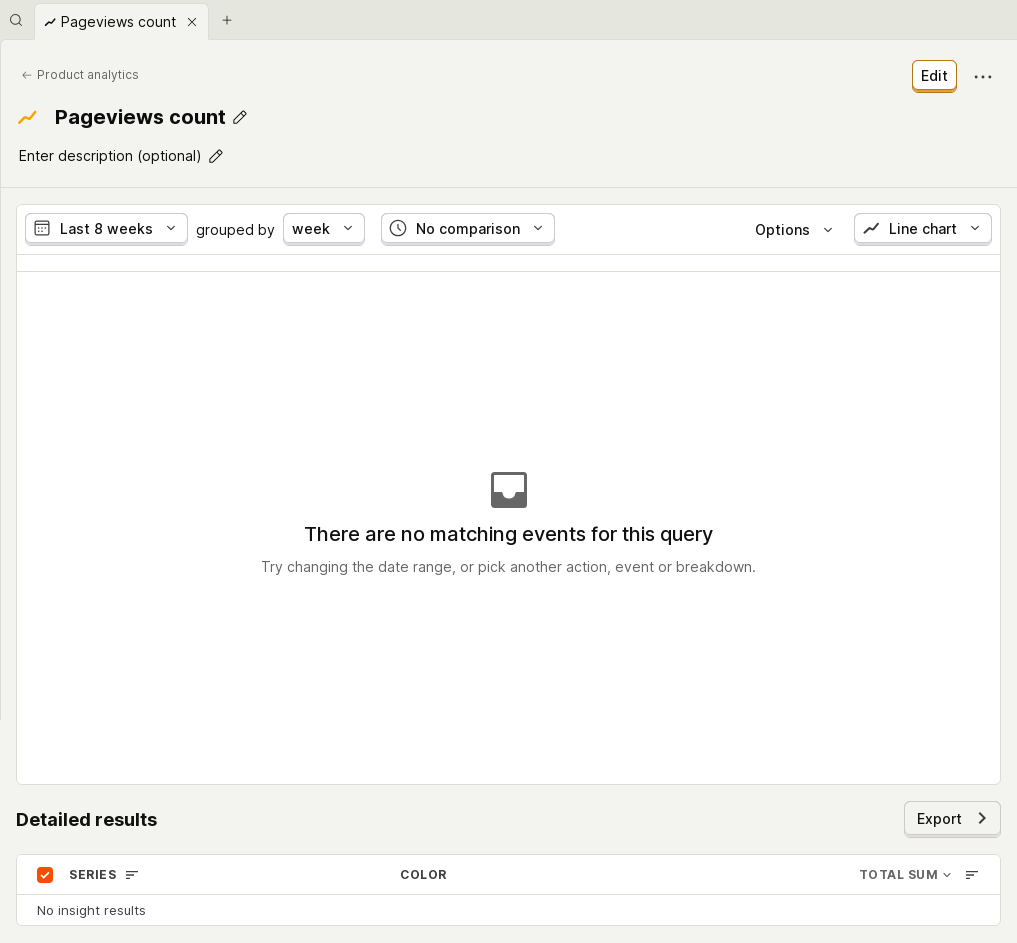 Pageviews count
Product analytics
Edit
Pageviews count
Enter description (optional)
Last 8 weeks grouped by week No comparison Options Line chart
There are no matching events for this query
Try changing the date range, or pick another action, event or breakdown.
Detailed results
Export
SERIES COLOR TOTAL SUM
No insight results